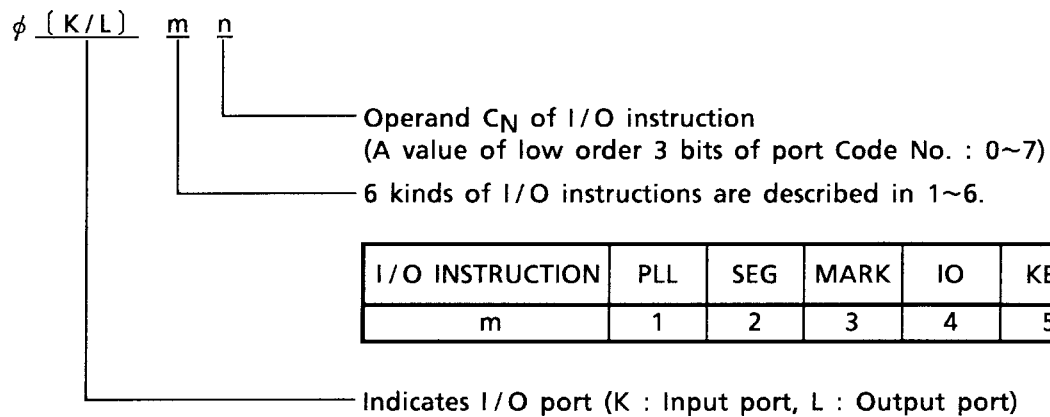 ϕ (K/L) m n
Operand CN of I/O instruction
(A value of low order 3 bits of port Code No. : 0~7)
6 kinds of I/O instructions are described in 1~6.
I/O INSTRUCTION PLL SEG MARK IO
m 1 2 3 4
Indicates I/O port (K : Input port, L : Output port)